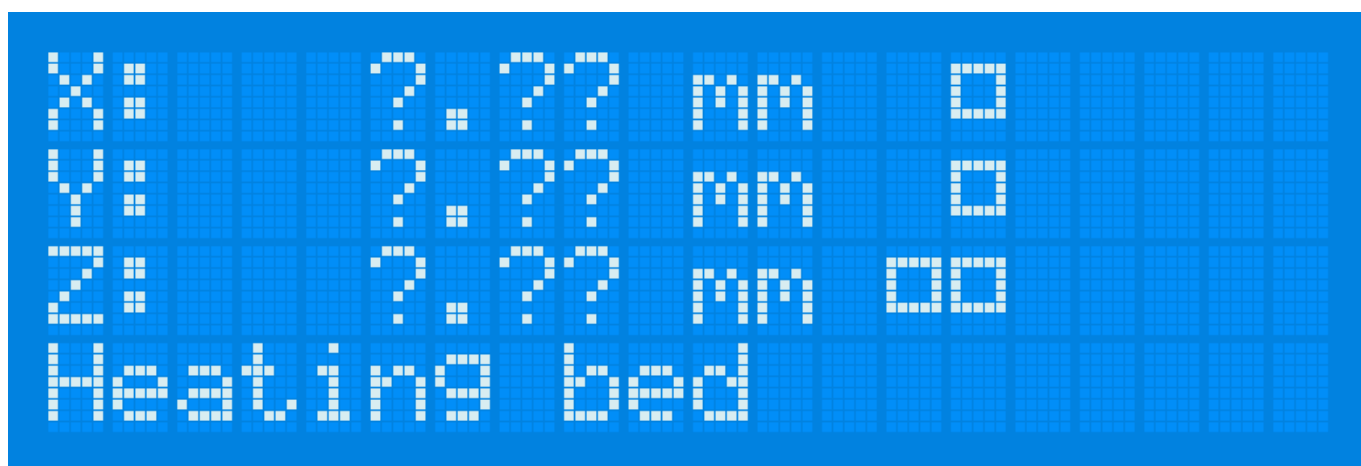 X: ?.?? mm □
Y: ?.?? mm □
Z: ?.?? mm □□
Heating bed